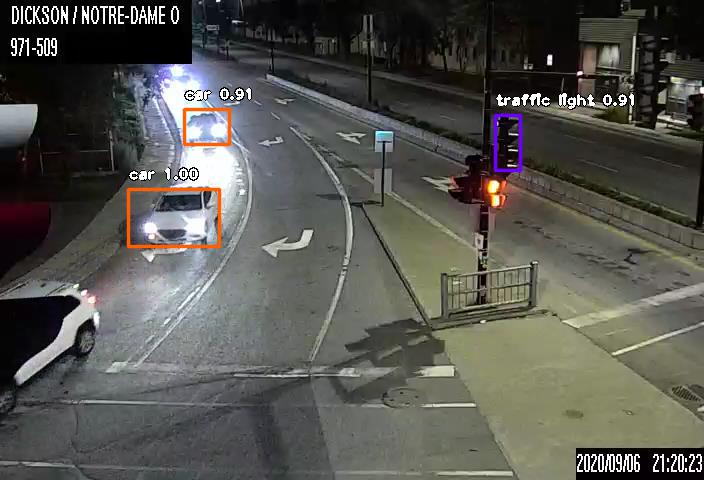 DICKSON / NOTRE-DAME O
971-509
car 0.91
traffic light 0.91
car 1.00
2020/09/06 21:20:23